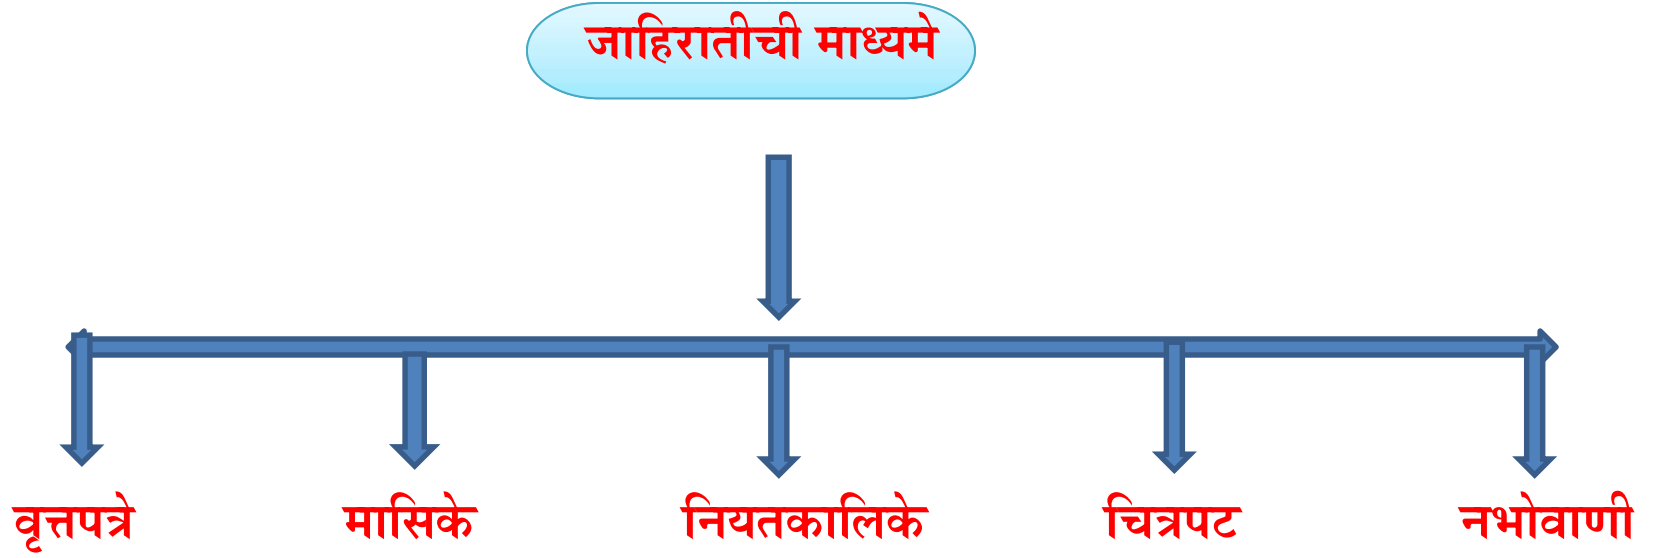 जाहिरातीची माध्यमे
वृत्तपत्रे मासिके नियतकालिके चित्रपट नभोवाणी